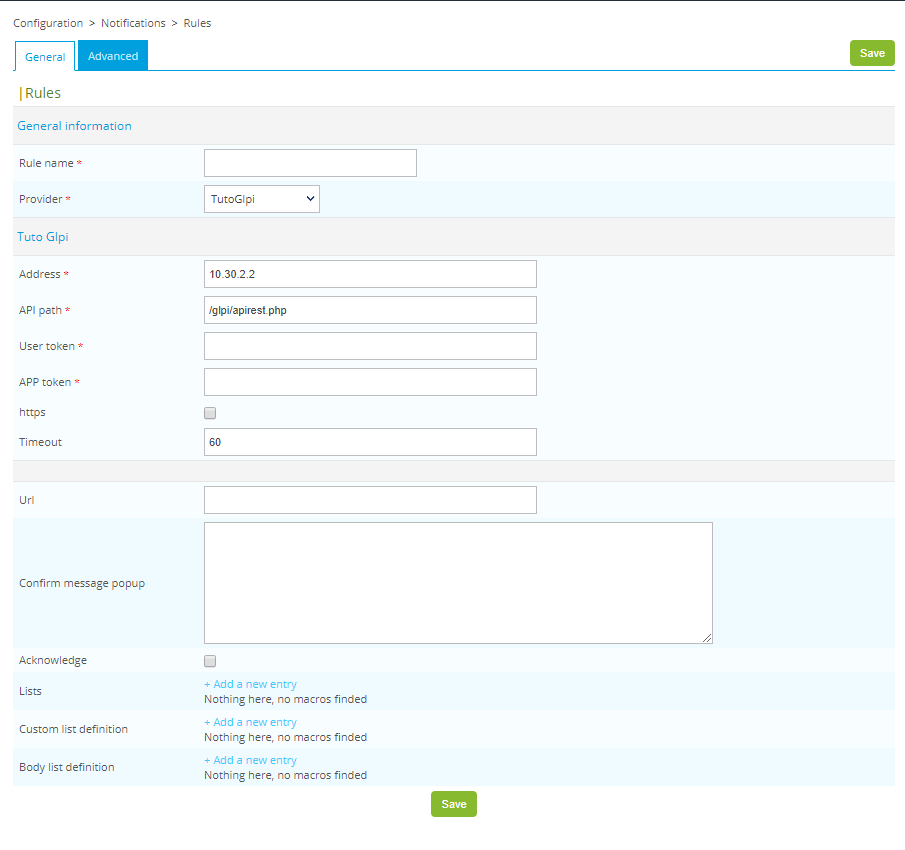 Configuration > Notifications > Rules
General Advanced Save
|Rules
General information
Rule name *
Provider * TutoGlpi
Tuto Glpi
Address * 10.30.2.2
API path * /glpi/apirest.php
User token *
APP token *
https
Timeout 60
Url
Confirm message popup
Acknowledge
Lists + Add a new entry
Nothing here, no macros finded
Custom list definition + Add a new entry
Nothing here, no macros finded
Body list definition + Add a new entry
Nothing here, no macros finded
Save